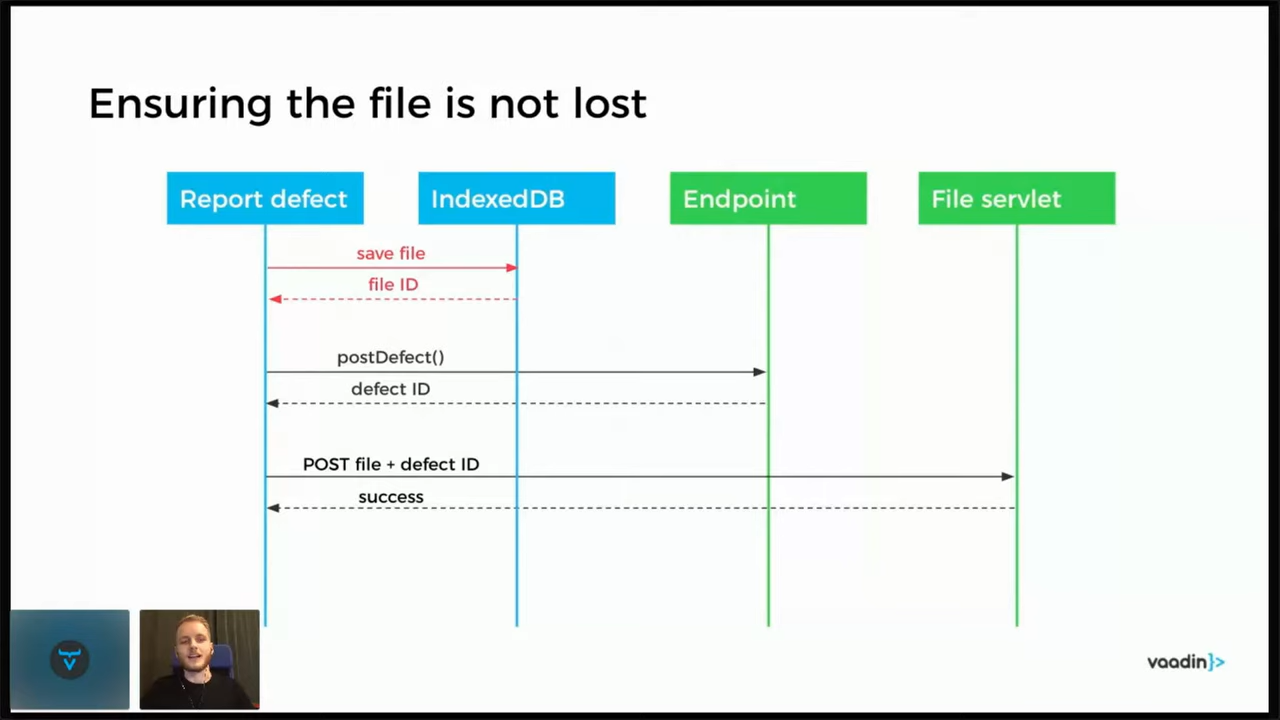 Ensuring the file is not lost
Report defect
IndexedDB
Endpoint
File servlet
save file
file ID
postDefect()
defect ID
POST file + defect ID
success
vaadin}>